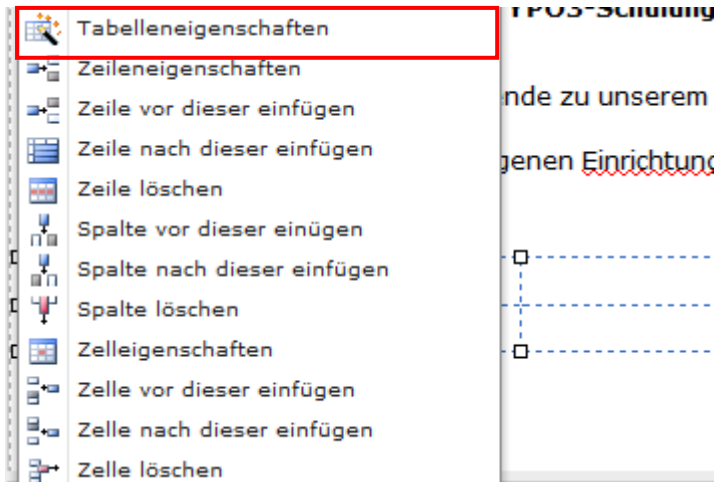 Tabelleneigenschaften
YPO3-Schulung
Zeileneigenschaften
Zeile vor dieser einfügen
nde zu unserem
Zeile nach dieser einfügen
genen Einrichtung
Zeile löschen
Spalte vor dieser einügen
Spalte nach dieser einfügen
Spalte löschen
Zelleigenschaften
Zelle vor dieser einfügen
Zelle nach dieser einfügen
Zelle löschen